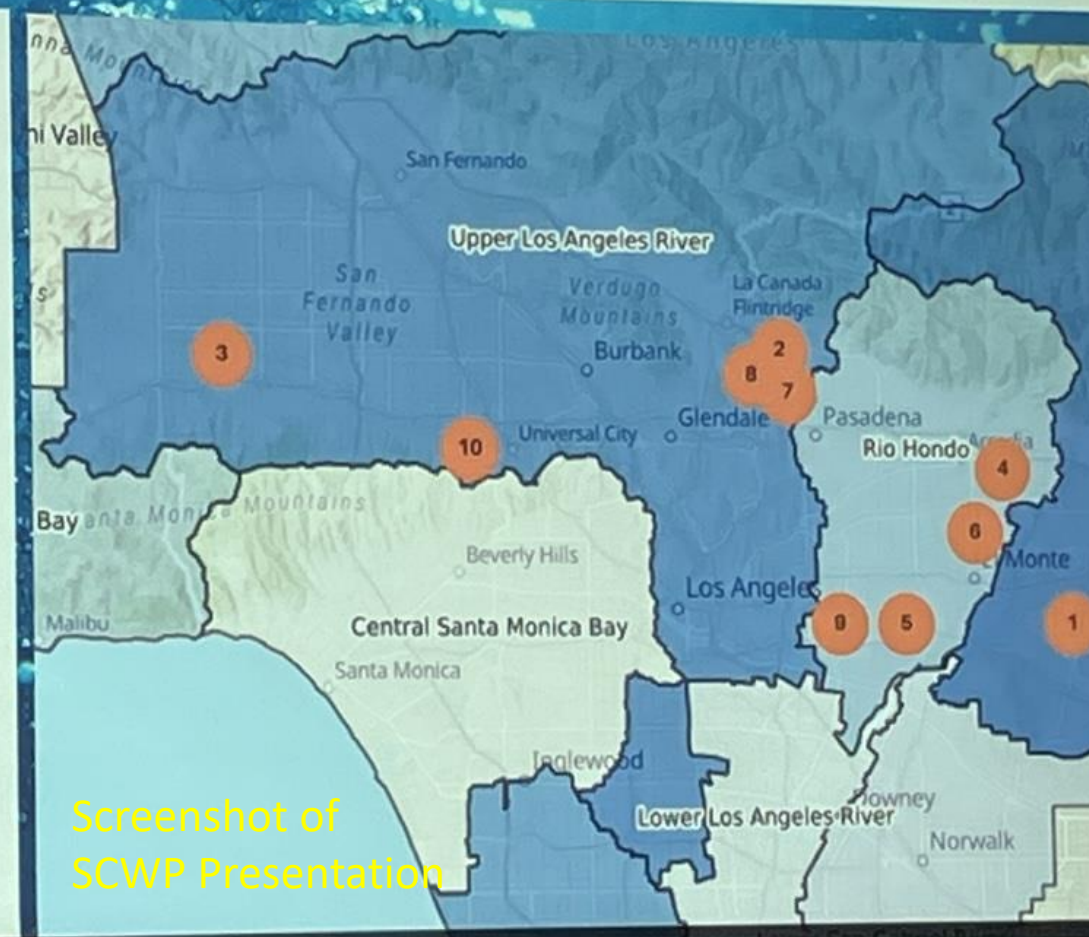 Los Angeles
San Fernando
Upper Los Angeles River
San
Fernando
Valley
Verdugo
Mountains
La Canada
Flintridge
3
2
8
7
Burbank
10
Universal City
Glendale
Pasadena
Rio Hondo
4
6
Monte
Bay
Mountains
Beverly Hills
Los Angeles
9
5
1
Malibu
Central Santa Monica Bay
Santa Monica
Inglewood
Lower Los Angeles River
Downey
Norwalk
Screenshot of
SCWP Presentation